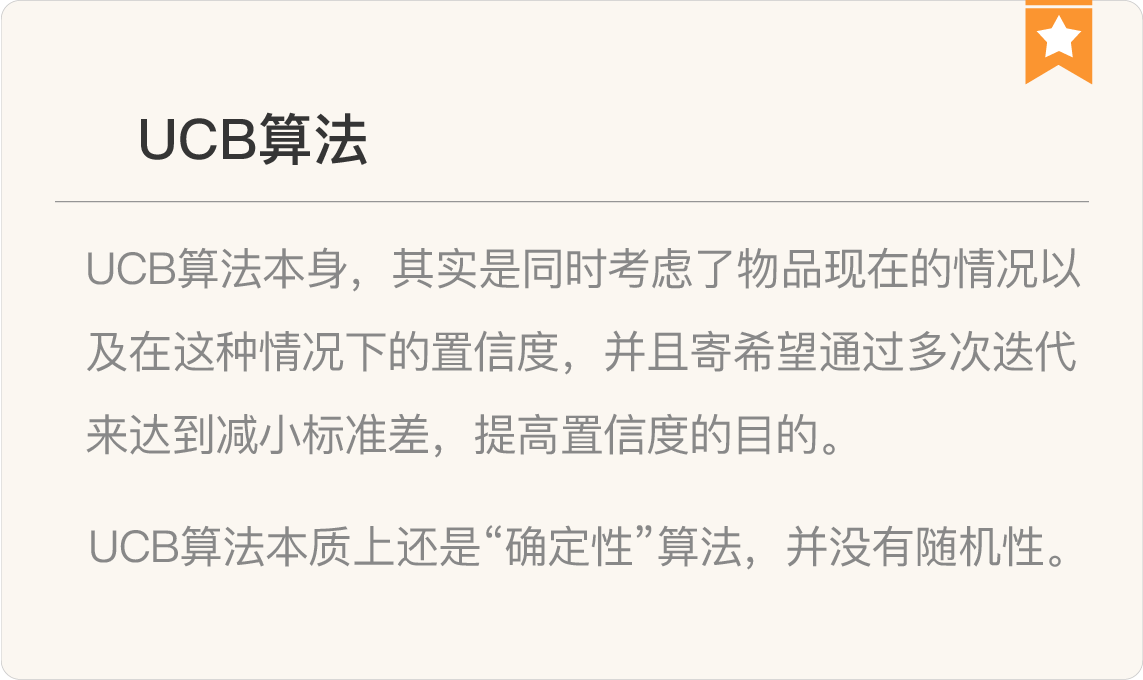 UCB算法
UCB算法本身，其实是同时考虑了物品现在的情况以
及在这种情况下的置信度，并且寄希望通过多次迭代
来达到减小标准差，提高置信度的目的。
UCB算法本质上还是“确定性”算法，并没有随机性。